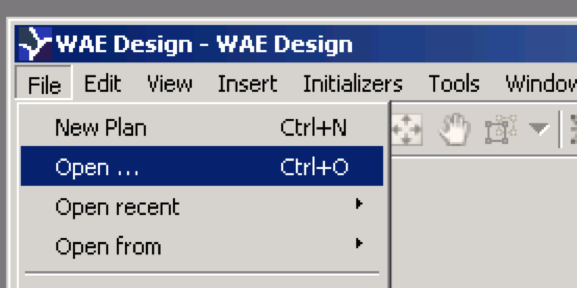 WAE Design - WAE Design
File Edit View Insert Initializers Tools Window
New Plan Ctrl+N
Open ... Ctrl+O
Open recent
Open from